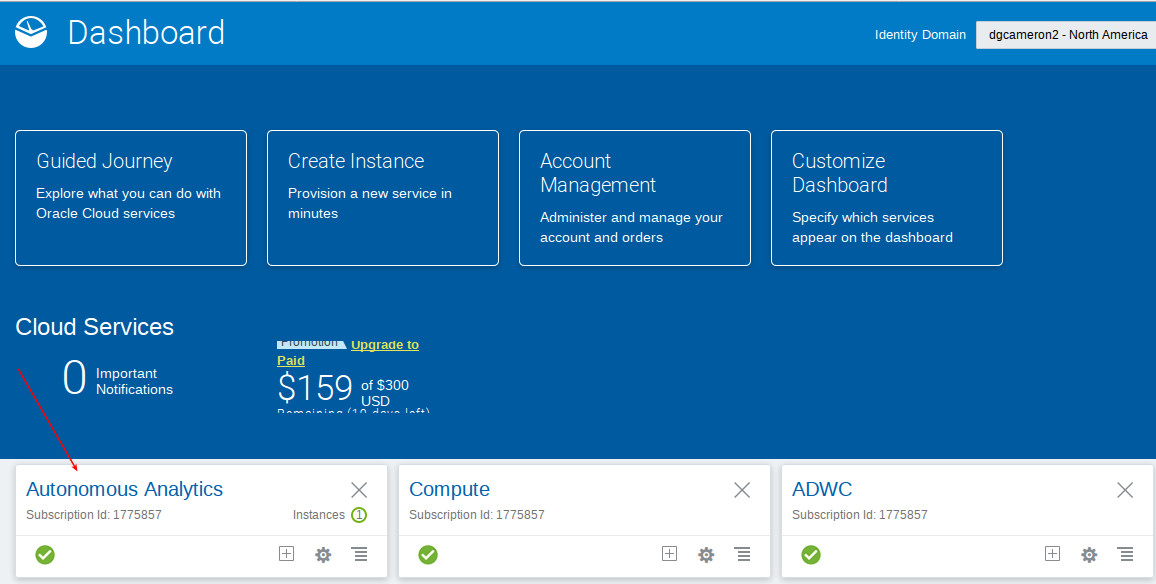 Dashboard
Identity Domain
dgcameron2 - North America
Guided Journey
Explore what you can do with
Oracle Cloud services
Create Instance
Provision a new service in
minutes
Account
Management
Administer and manage your
account and orders
Customize
Dashboard
Specify which services
appear on the dashboard
Cloud Services
0
Important
Notifications
Promotion Upgrade to
Paid
$159 of $300
USD
Remaining (10 days left)
Autonomous Analytics
Subscription Id: 1775857
Instances 1
Compute
Subscription Id: 1775857
ADWC
Subscription Id: 1775857